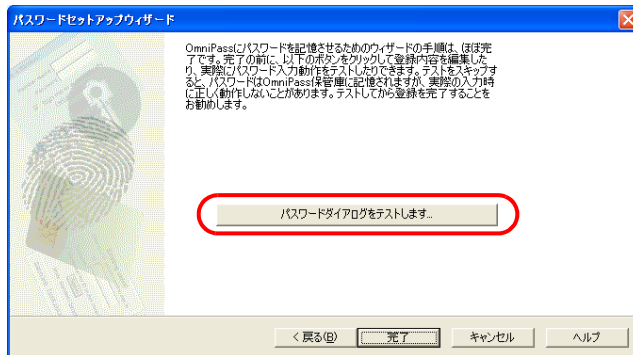 パスワードセットアップウィザード
OmniPassにパスワードを記憶させるためのウィザードの手順は、ほぼ完
了です。完了の前に、以下のボタンをクリックして登録内容を編集した
り、実際にパスワード入力動作をテストしたりできます。テストをスキップす
ると、パスワードはOmniPass保管庫に記憶されますが、実際の入力時
に正しく動作しないことがあります。テストしてから登録を完了することを
お勧めします。
パスワードダイアログをテストします...
< 戻る(B)
完了
キャンセル
ヘルプ